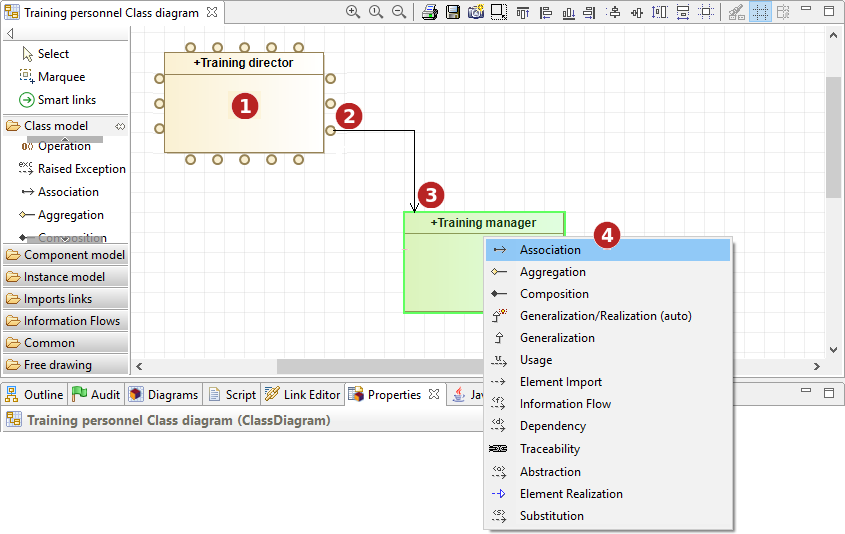 Training personnel Class diagram
Select
Marquee
Smart links
Class model
Operation
Raised Exception
Association
Aggregation
Composition
Component model
Instance model
Imports links
Information Flows
Common
Free drawing
+Training director
1
2
3
+Training manager
4
Association
Aggregation
Composition
Generalization/Realization (auto)
Generalization
Usage
Element Import
Information Flow
Dependency
Traceability
Abstraction
Element Realization
Substitution
Outline
Audit
Diagrams
Script
Link Editor
Properties
Jav
Training personnel Class diagram (ClassDiagram)